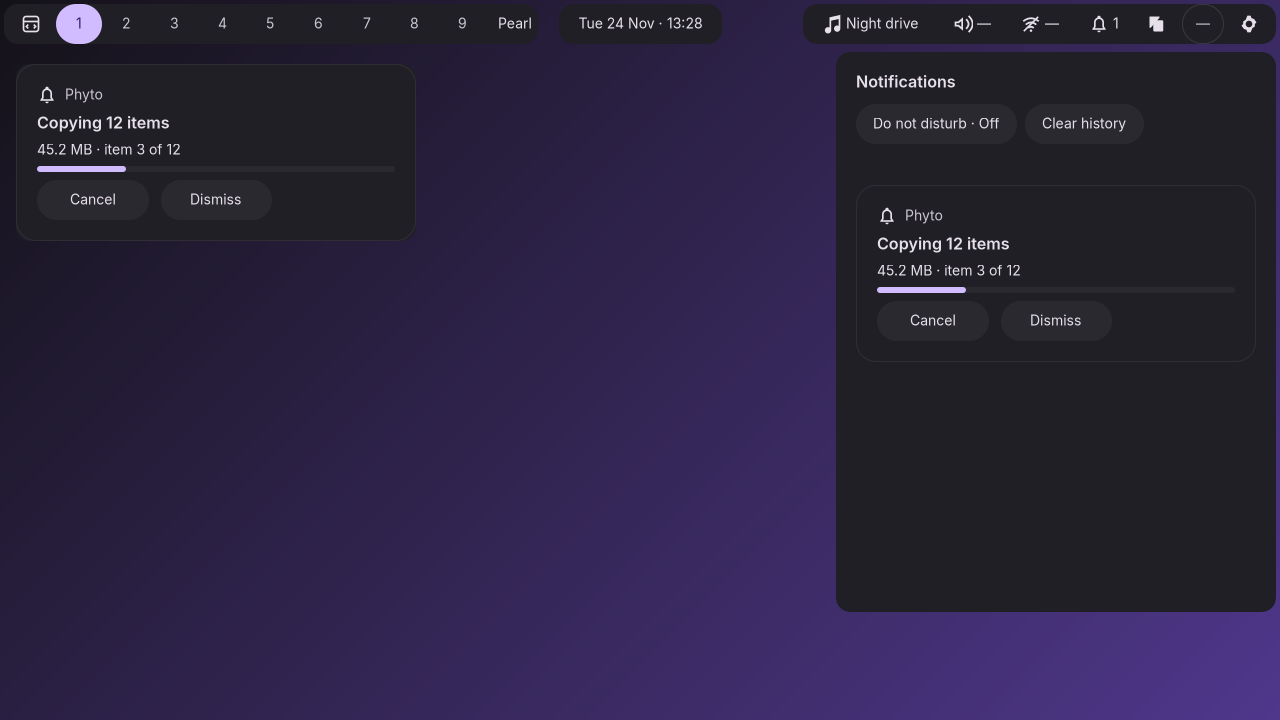 1 2 3 4 5 6 7 8 9 Pearl
Tue 24 Nov · 13:28
Night drive — — 1 —
Phyto
Copying 12 items
45.2 MB · item 3 of 12
Cancel Dismiss
Notifications
Do not disturb · Off Clear history
Phyto
Copying 12 items
45.2 MB · item 3 of 12
Cancel Dismiss